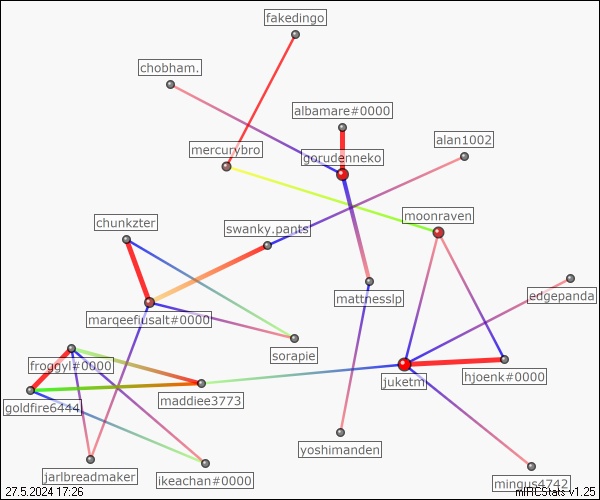 fakedingo
chobham.
albamare#0000
alan1002
mercurybro
gorudenneko
moonraven
chunkzter
swanky.pants
edgepanda
mattnesslp
marqeefiusalt#0000
sorapie
froggyl#0000
hjoenk#0000
juketm
maddiee3773
goldfire6444
yoshimanden
jarlbreadmaker
ikeachan#0000
mingus4742
27.5.2024 17:26
mIRCStats v1.25